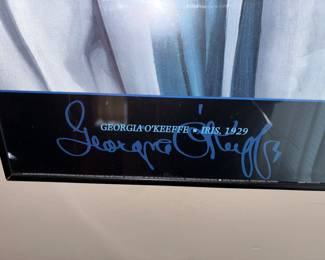 GEORGIA O'KEEFFE • IRIS, 1929
Georgia O'Keeffe